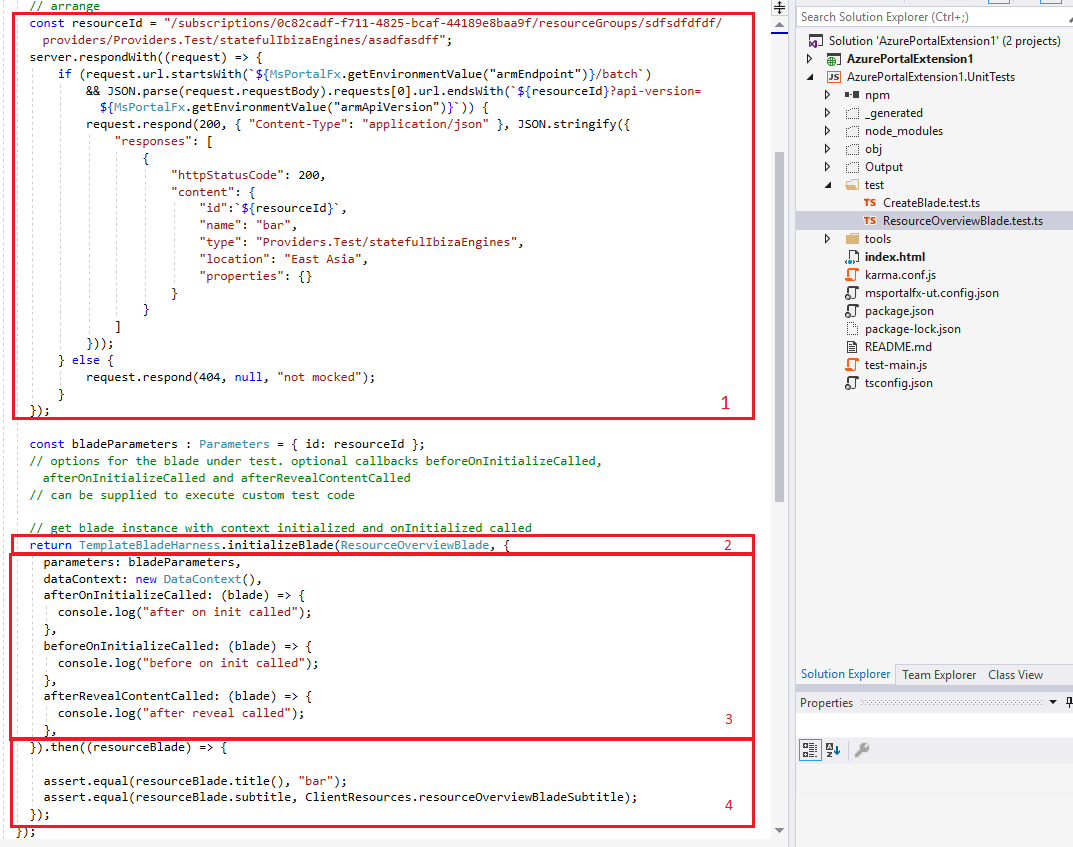 // arrange
const resourceId = "/subscriptions/0c82cadf-f711-4825-bcaf-44189e8baa9f/resourceGroups/sdfsdfdfdf/
providers/Providers.Test/statefulIbizaEngines/asadfasdff";
server.respondWith((request) => {
if (request.url.startsWith(`${MsPortalFx.getEnvironmentValue("armEndpoint")}/batch`)
&& JSON.parse(request.requestBody).requests[0].url.endsWith(`${resourceId}?api-version=
${MsPortalFx.getEnvironmentValue("armApiVersion")}`)) {
request.respond(200, { "Content-Type": "application/json" }, JSON.stringify({
"responses": [
{
"httpStatusCode": 200,
"content": {
"id":`${resourceId}`,
"name": "bar",
"type": "Providers.Test/statefulIbizaEngines",
"location": "East Asia",
"properties": {}
}
}
]
}));
} else {
request.respond(404, null, "not mocked");
}
});
1
const bladeParameters : Parameters = { id: resourceId };
// options for the blade under test. optional callbacks beforeOnInitializeCalled,
afterOnInitializeCalled and afterRevealContentCalled
// can be supplied to execute custom test code
// get blade instance with context initialized and onInitialized called
return TemplateBladeHarness.initializeBlade(ResourceOverviewBlade, {
2
parameters: bladeParameters,
dataContext: new DataContext(),
afterOnInitializeCalled: (blade) => {
console.log("after on init called");
},
beforeOnInitializeCalled: (blade) => {
console.log("before on init called");
},
afterRevealContentCalled: (blade) => {
console.log("after reveal called");
},
3
}).then((resourceBlade) => {
assert.equal(resourceBlade.title(), "bar");
assert.equal(resourceBlade.subtitle, ClientResources.resourceOverviewBladeSubtitle);
4
});
});
Search Solution Explorer (Ctrl+;)
Solution 'AzurePortalExtension1' (2 projects)
AzurePortalExtension1
JS AzurePortalExtension1.UnitTests
npm
_generated
node_modules
obj
Output
test
TS CreateBlade.test.ts
TS ResourceOverviewBlade.test.ts
tools
index.html
karma.conf.js
msportalfx-ut.config.json
package.json
package-lock.json
README.md
test-main.js
tsconfig.json
Solution Explorer Team Explorer Class View
Properties